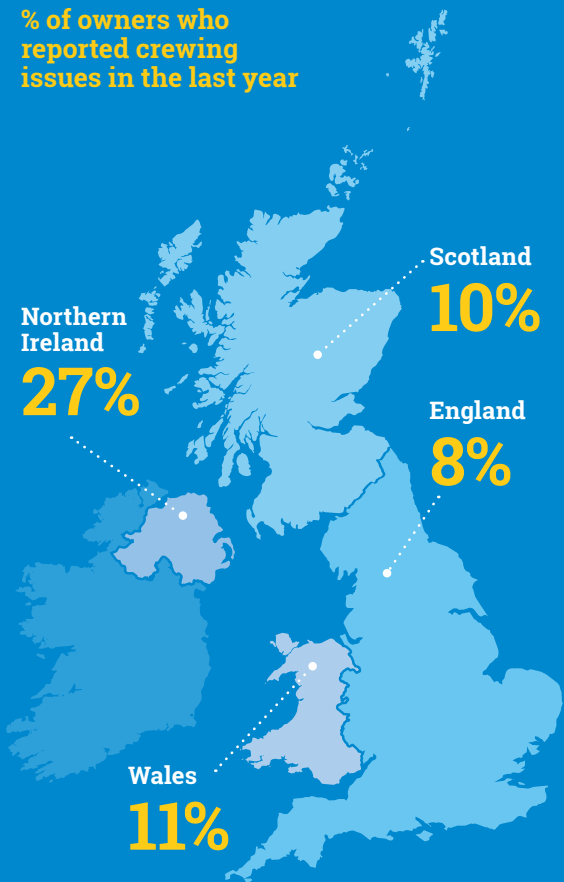 % of owners who
reported crewing
issues in the last year
Scotland
10%
Northern
Ireland
27%
England
8%
Wales
11%